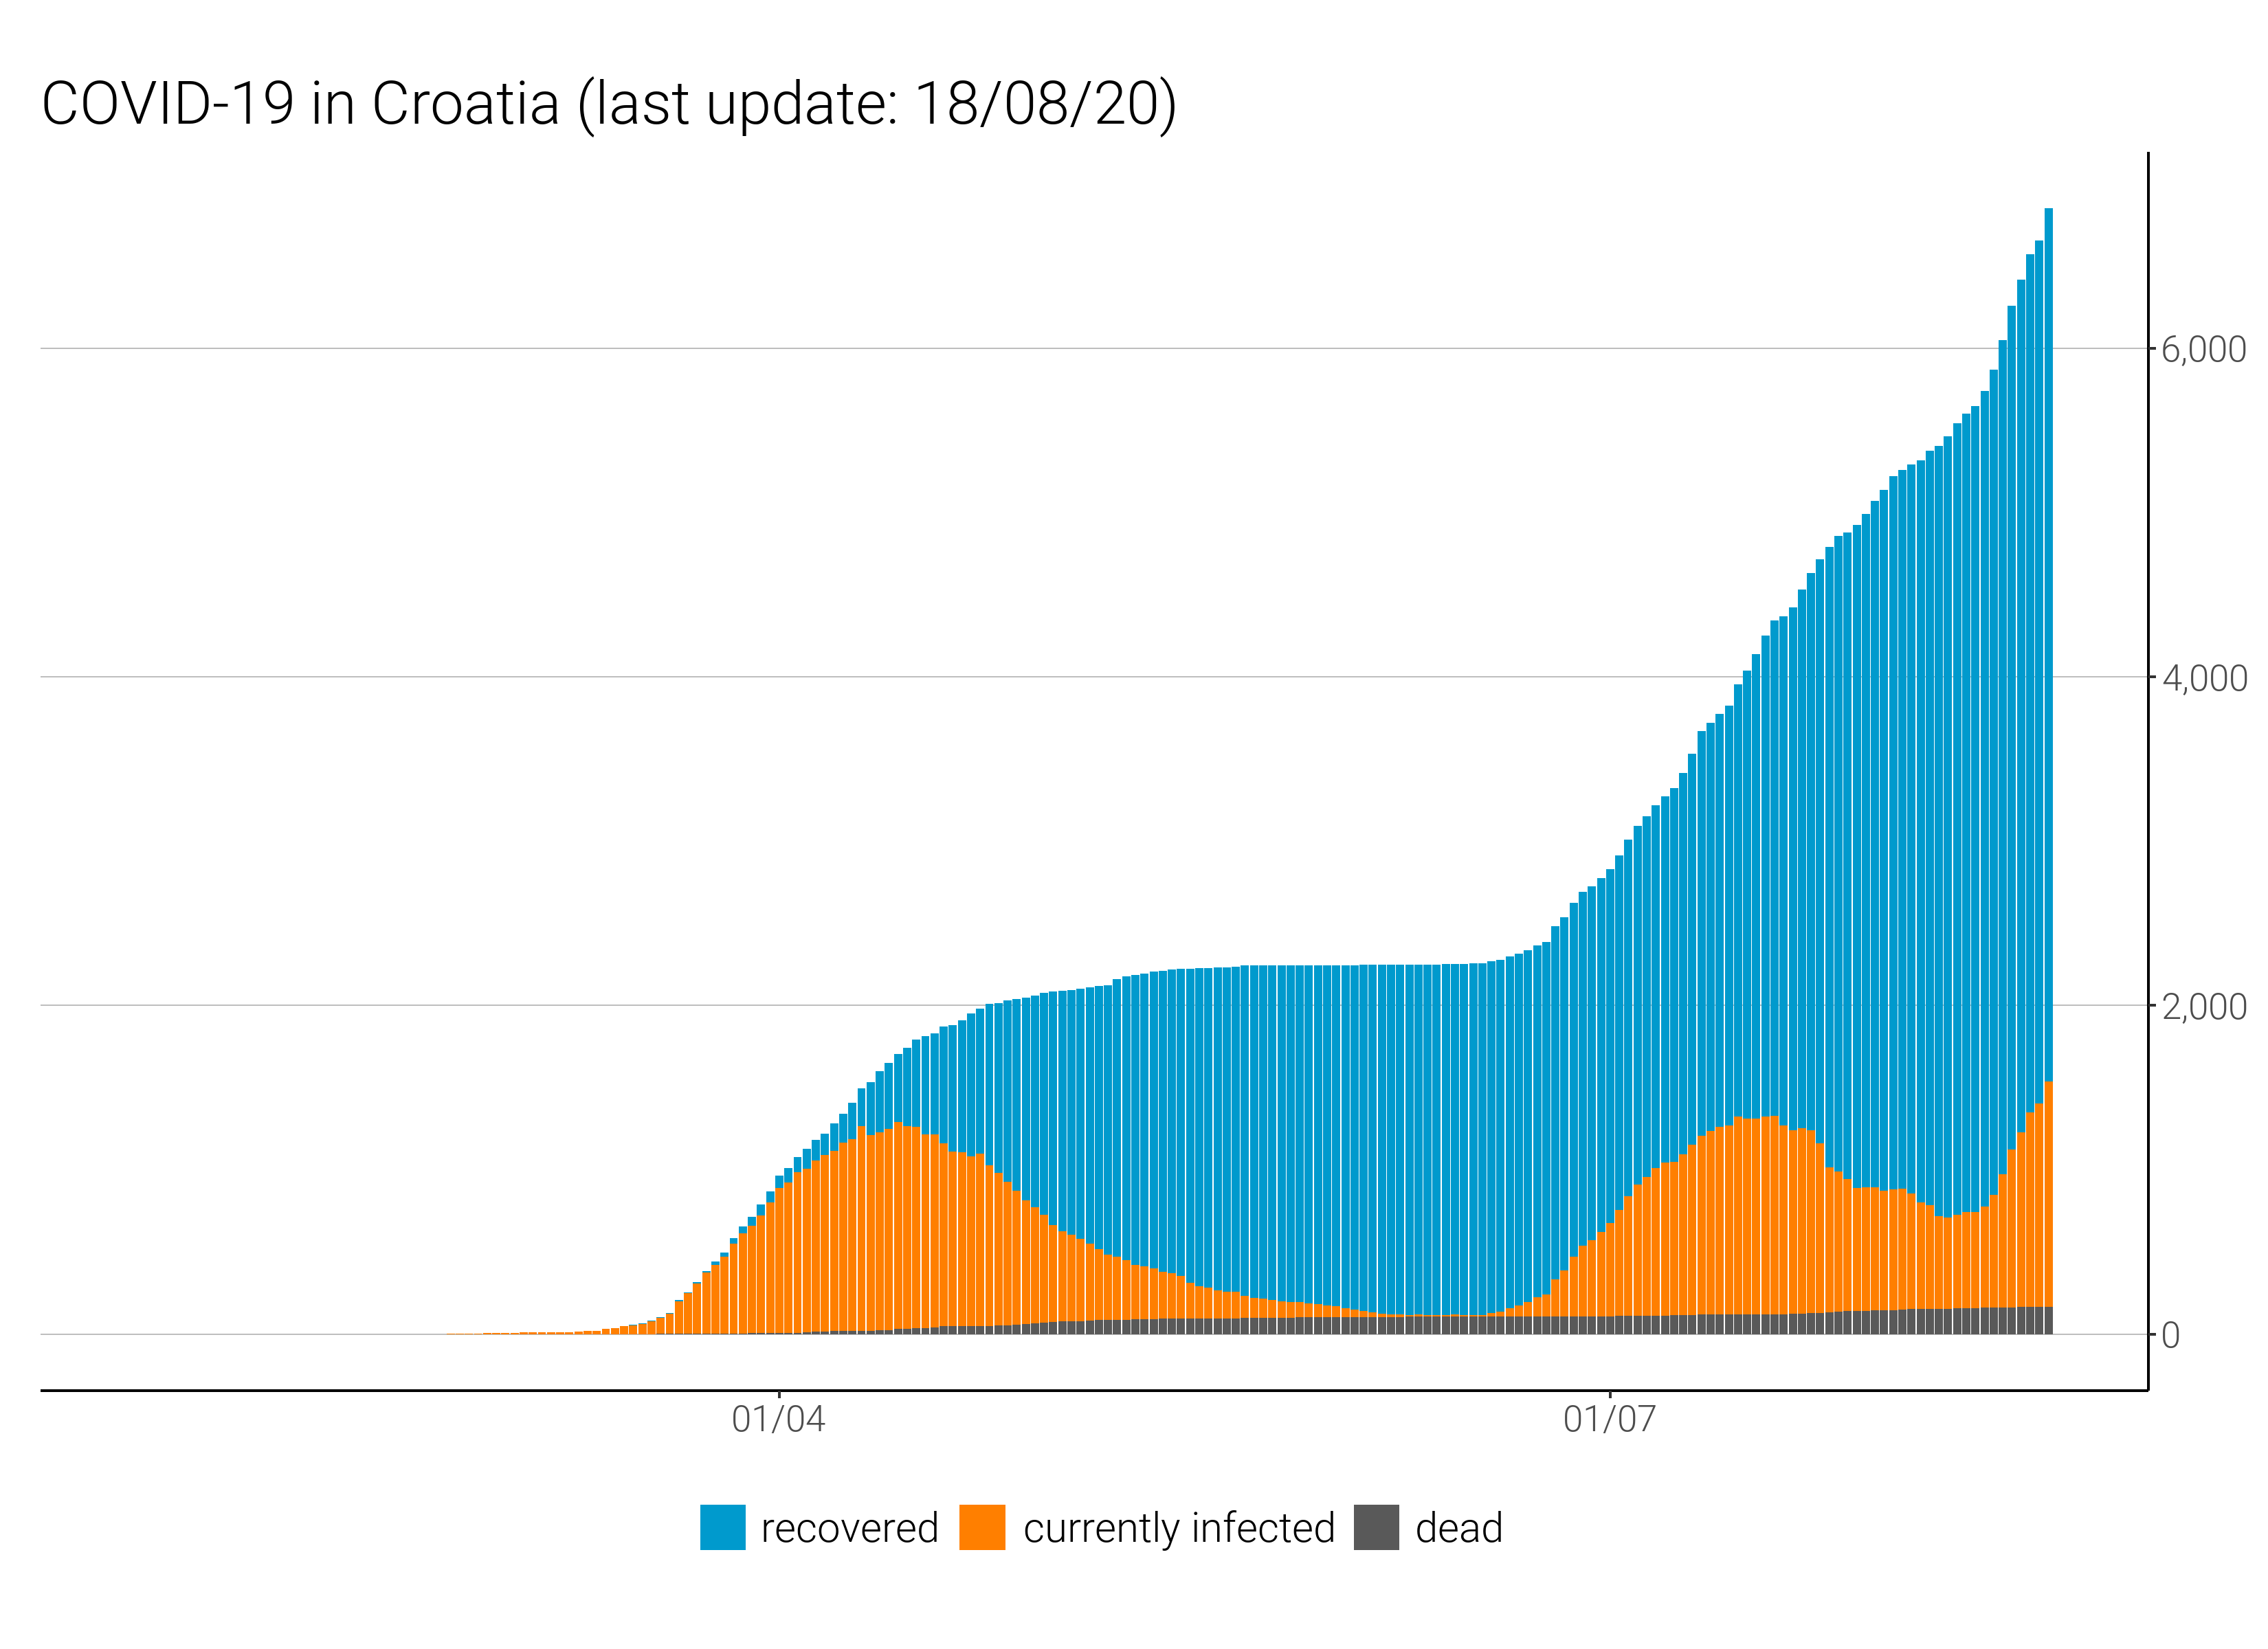 COVID-19 in Croatia (last update: 18/08/20)
6,000
4,000
2,000
0
01/04 01/07
recovered currently infected dead